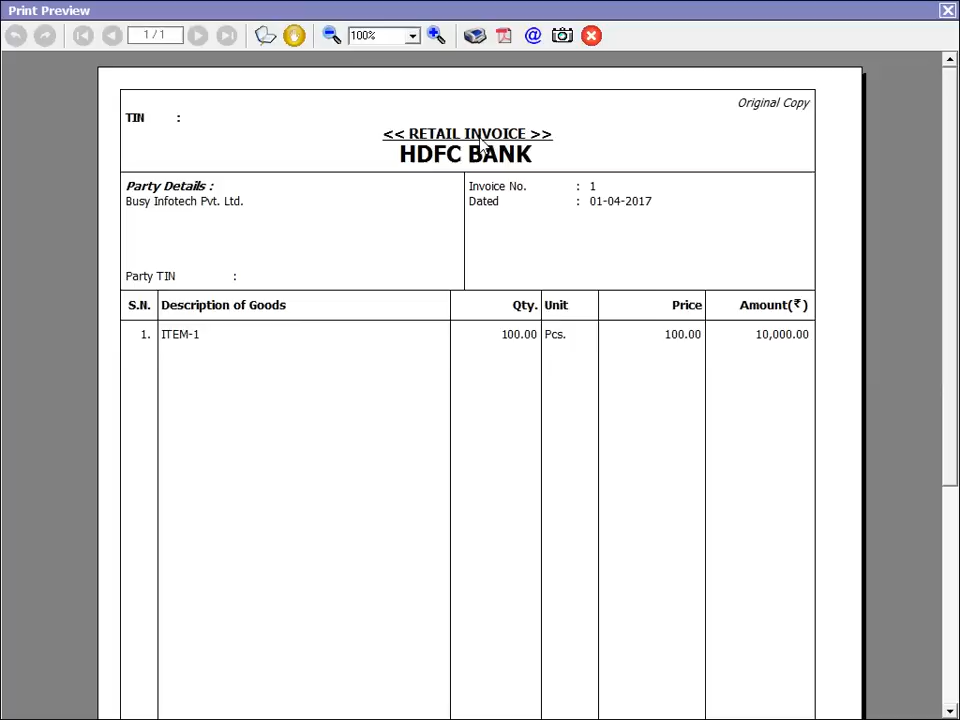 Print Preview
1 / 1
100%
@
Original Copy
TIN :
<< RETAIL INVOICE >>
HDFC BANK
Party Details :
Busy Infotech Pvt. Ltd.
Party TIN :
Invoice No. : 1
Dated : 01-04-2017
S.N. Description of Goods Qty. Unit Price Amount(₹)
1. ITEM-1 100.00 Pcs. 100.00 10,000.00